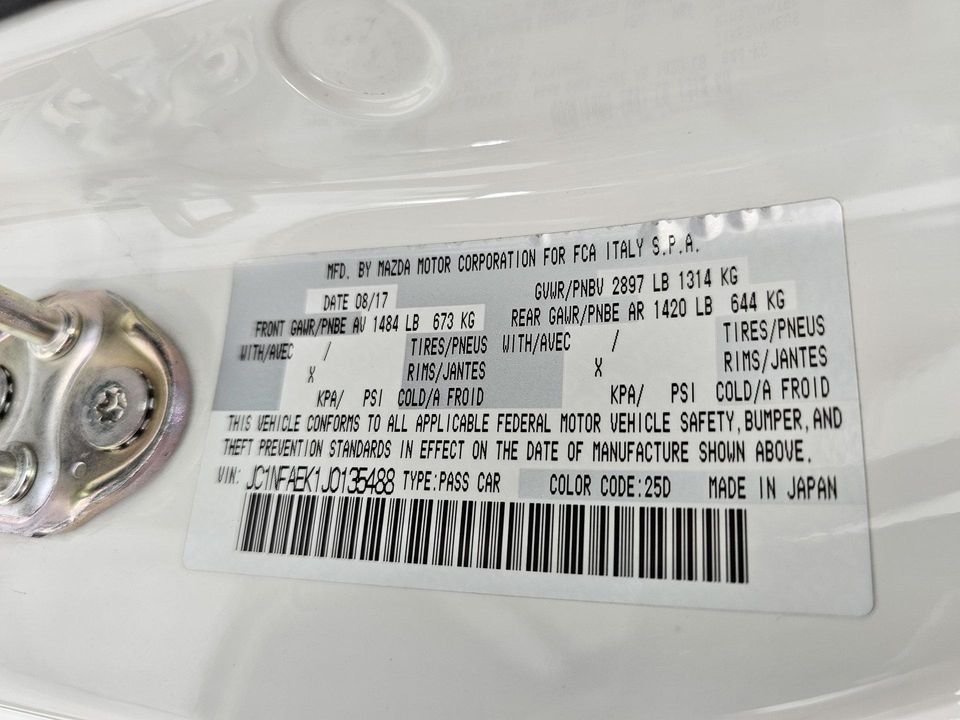 MFD. BY MAZDA MOTOR CORPORATION FOR FCA ITALY S.P.A.
DATE 08/17 GVWR/PNBV 2897 LB 1314 KG
FRONT GAWR/PNBE AV 1484 LB 673 KG REAR GAWR/PNBE AR 1420 LB 644 KG
WITH/AVEC / TIRES/PNEUS WITH/AVEC / TIRES/PNEUS
X RIMS/JANTES X RIMS/JANTES
KPA/ PSI COLD/A FROID KPA/ PSI COLD/A FROID
THIS VEHICLE CONFORMS TO ALL APPLICABLE FEDERAL MOTOR VEHICLE SAFETY, BUMPER, AND
THEFT PREVENTION STANDARDS IN EFFECT ON THE DATE OF MANUFACTURE SHOWN ABOVE.
VIN: JC1NFAEK1J0135488 TYPE:PASS CAR COLOR CODE:25D MADE IN JAPAN